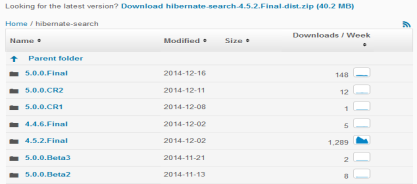 Looking for the latest version? Download hibernate-search-4.5.2.Final-dist.zip (40.2 MB)
Home / hibernate-search
Name Modified Size Downloads / Week
Parent folder
5.0.0.Final 2014-12-16 148
5.0.0.CR2 2014-12-11 12
5.0.0.CR1 2014-12-08 1
4.4.6.Final 2014-12-02 5
4.5.2.Final 2014-12-02 1,289
5.0.0.Beta3 2014-11-21 2
5.0.0.Beta2 2014-11-13 8